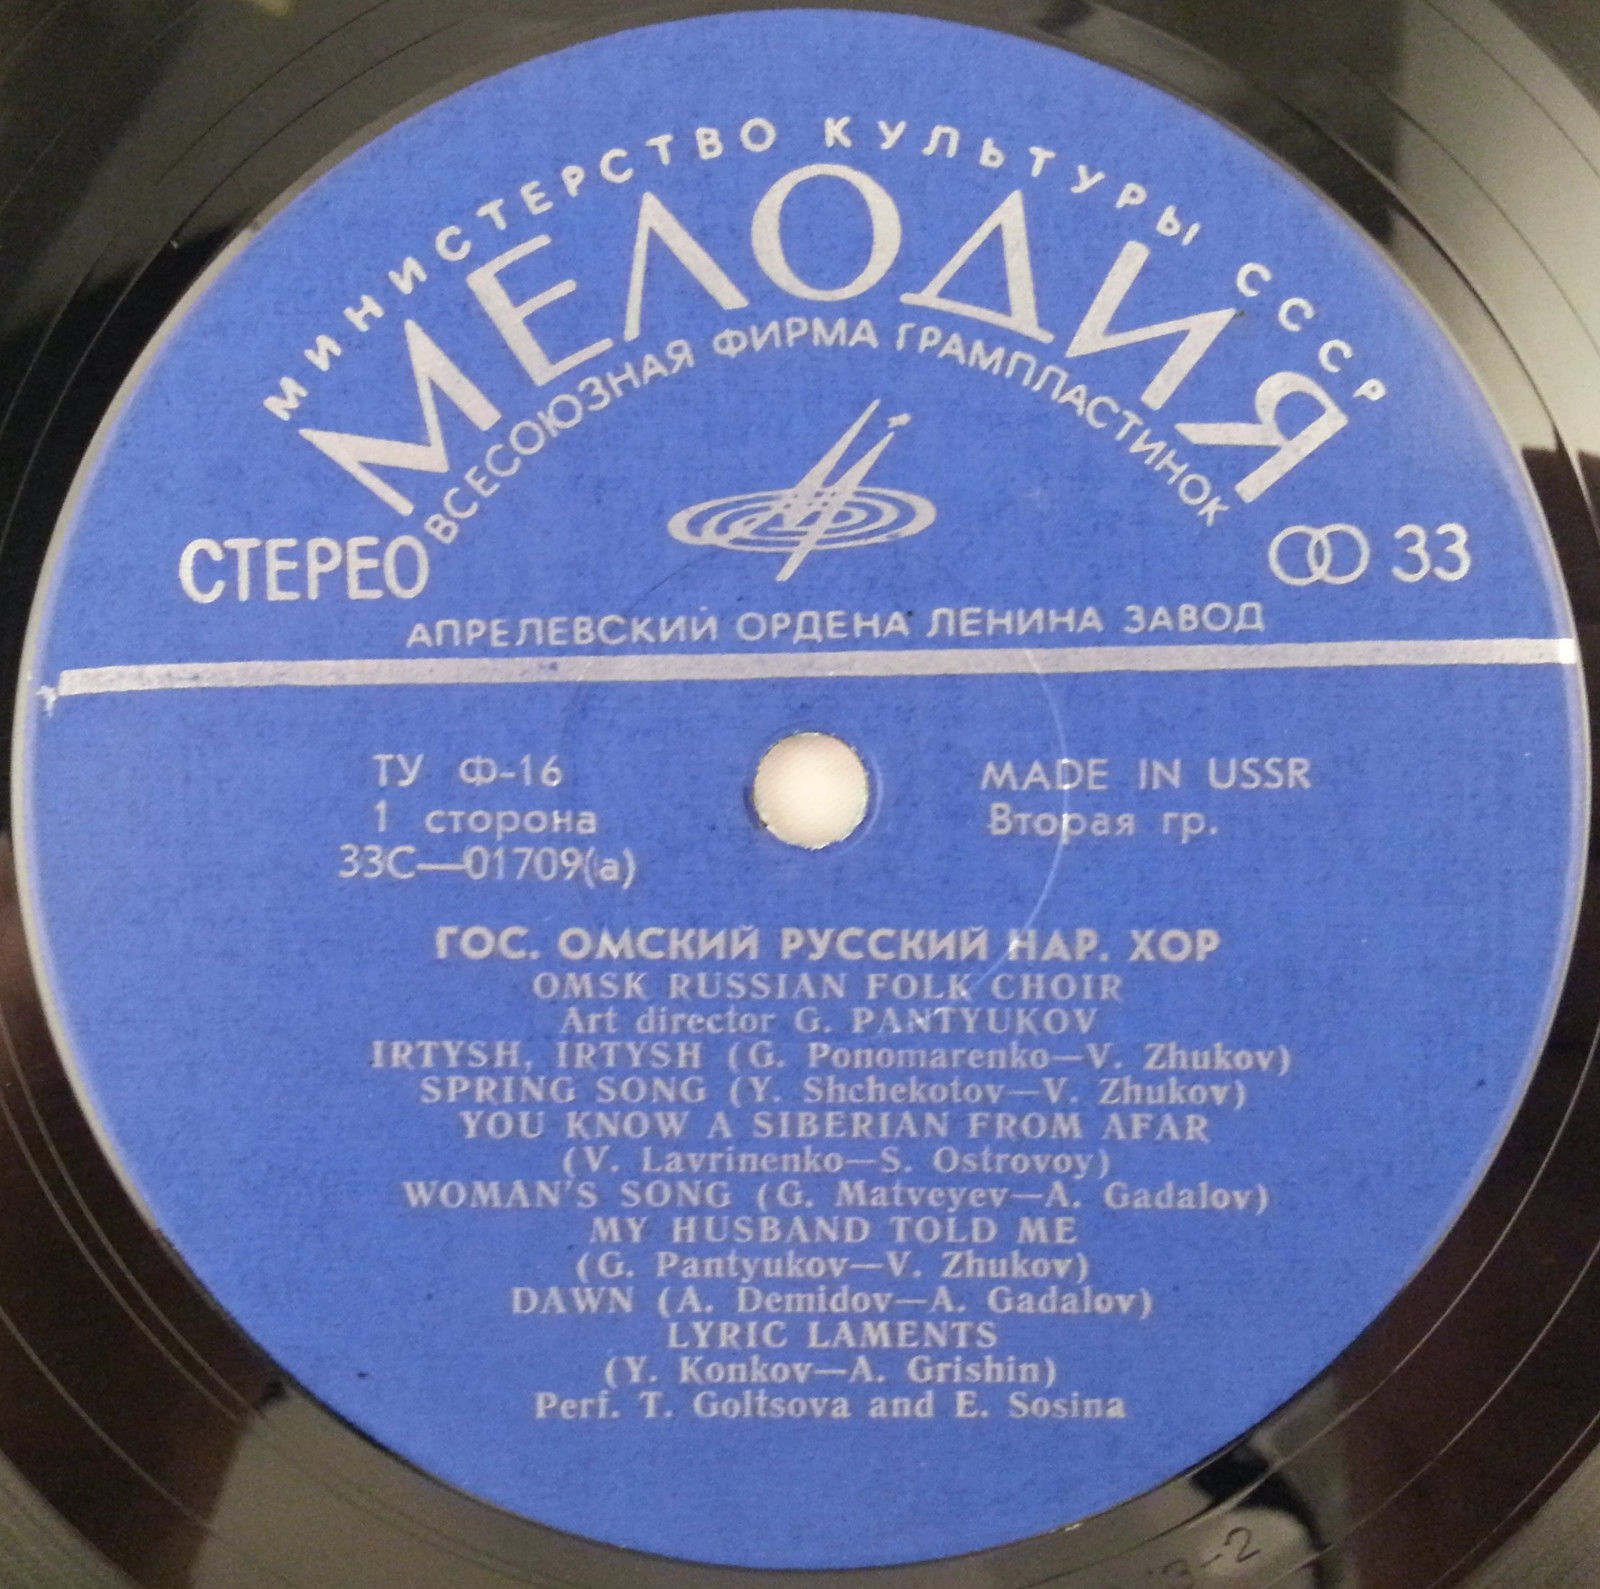 МИНИСТЕРСТВО КУЛЬТУРЫ СССР
МЕЛОДИЯ
ВСЕСОЮЗНАЯ ФИРМА ГРАМПЛАСТИНОК
СТЕРЕО
33
АПРЕЛЕВСКИЙ ОРДЕНА ЛЕНИНА ЗАВОД
ТУ Ф-16
MADE IN USSR
1 сторона
Вторая гр.
33С—01709(а)
ГОС. ОМСКИЙ РУССКИЙ НАР. ХОР
OMSK RUSSIAN FOLK CHOIR
Art director G. PANTYUKOV
IRTYSH, IRTYSH (G. Ponomarenko—V. Zhukov)
SPRING SONG (Y. Shchekotov—V. Zhukov)
YOU KNOW A SIBERIAN FROM AFAR
(V. Lavrinenko—S. Ostrovoy)
WOMAN'S SONG (G. Matveyev—A. Gadalov)
MY HUSBAND TOLD ME
(G. Pantyukov—V. Zhukov)
DAWN (A. Demidov—A. Gadalov)
LYRIC LAMENTS
(Y. Konkov—A. Grishin)
Perf. T. Goltsova and E. Sosina